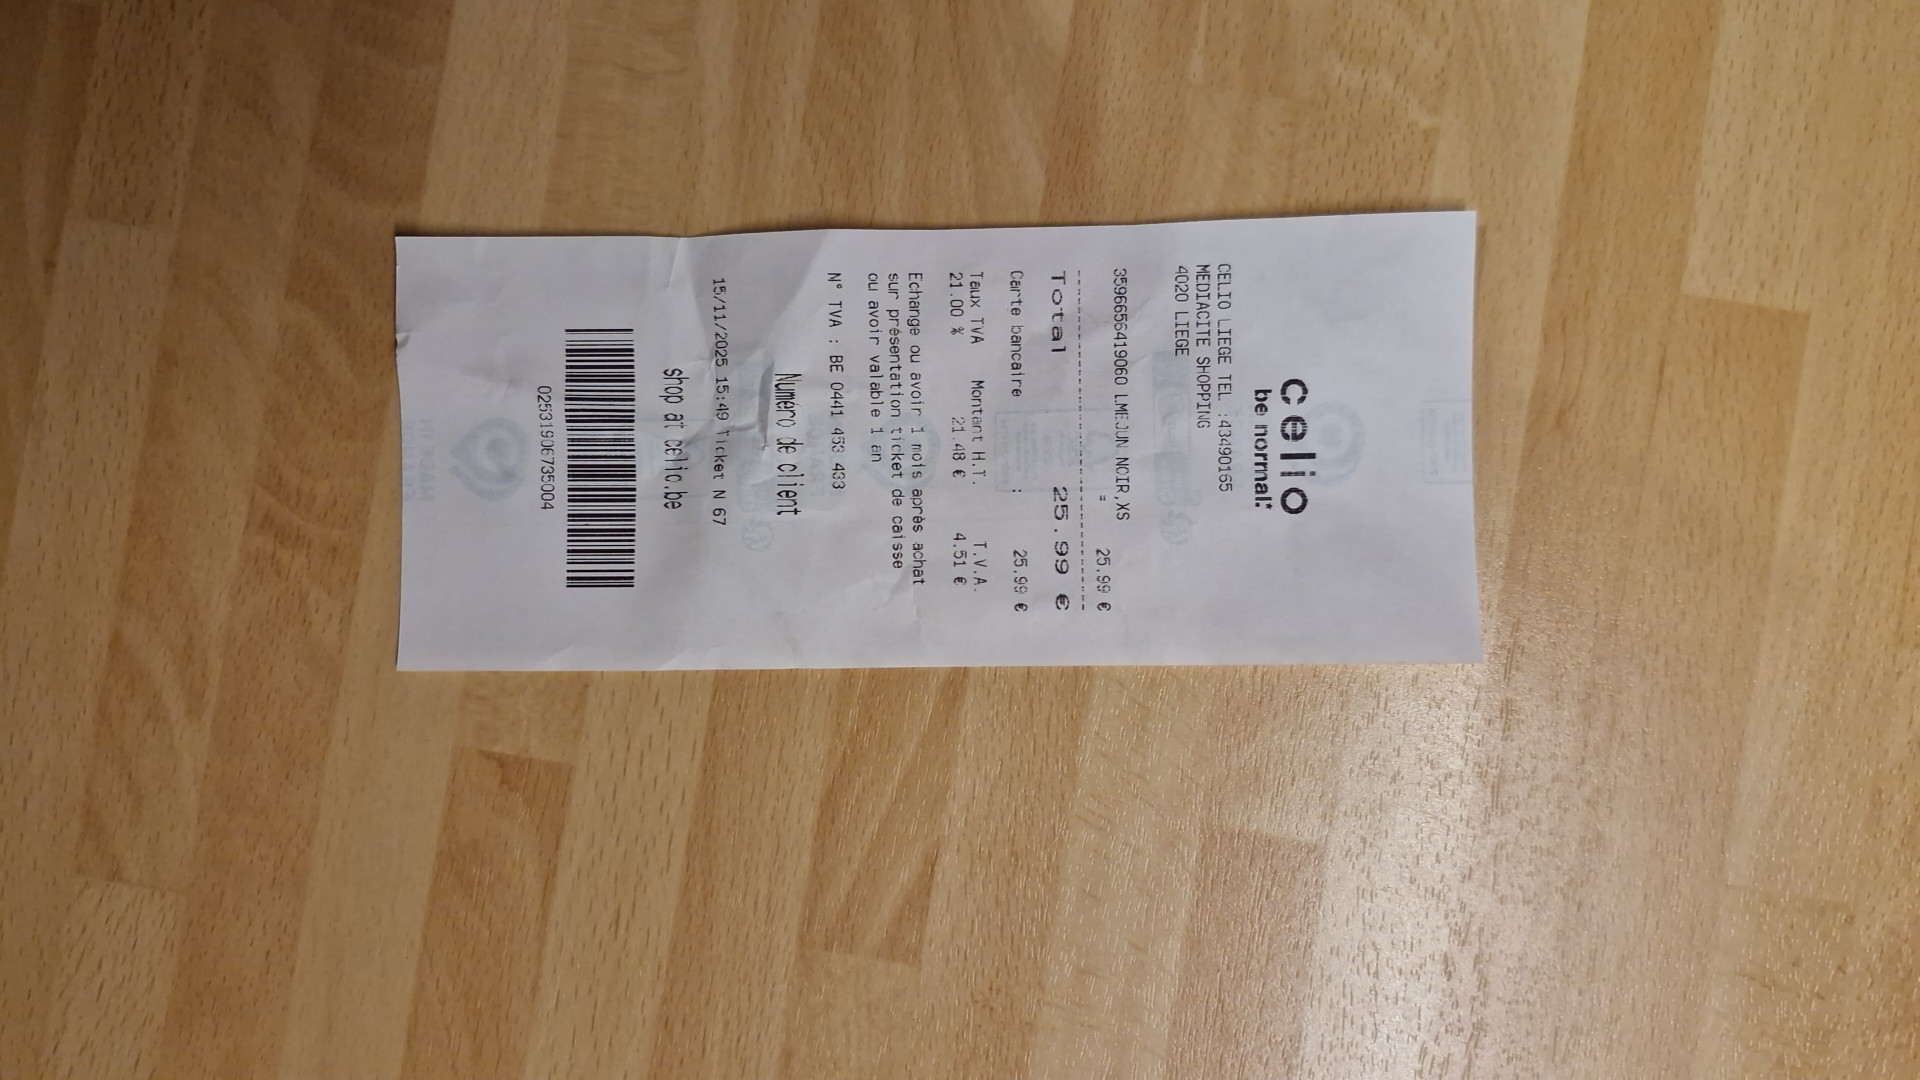 celio
be normal*
CELIO LIEGE TEL :43490165
MEDIACITE SHOPPING
4020 LIEGE
3596656419060 LMEJUN NOIR,XS
= 25.99 €
Total 25.99 €
Carte bancaire : 25.99 €
Taux TVA Montant H.T. T.V.A.
21.00 % 21.48 € 4.51 €
Echange ou avoir 1 mois après achat
sur présentation ticket de caisse
ou avoir valable 1 an
N° TVA : BE 0441 453 433
Numéro de client
15/11/2025 15:49 Ticket N 67
shop at celio.be
02531906735004